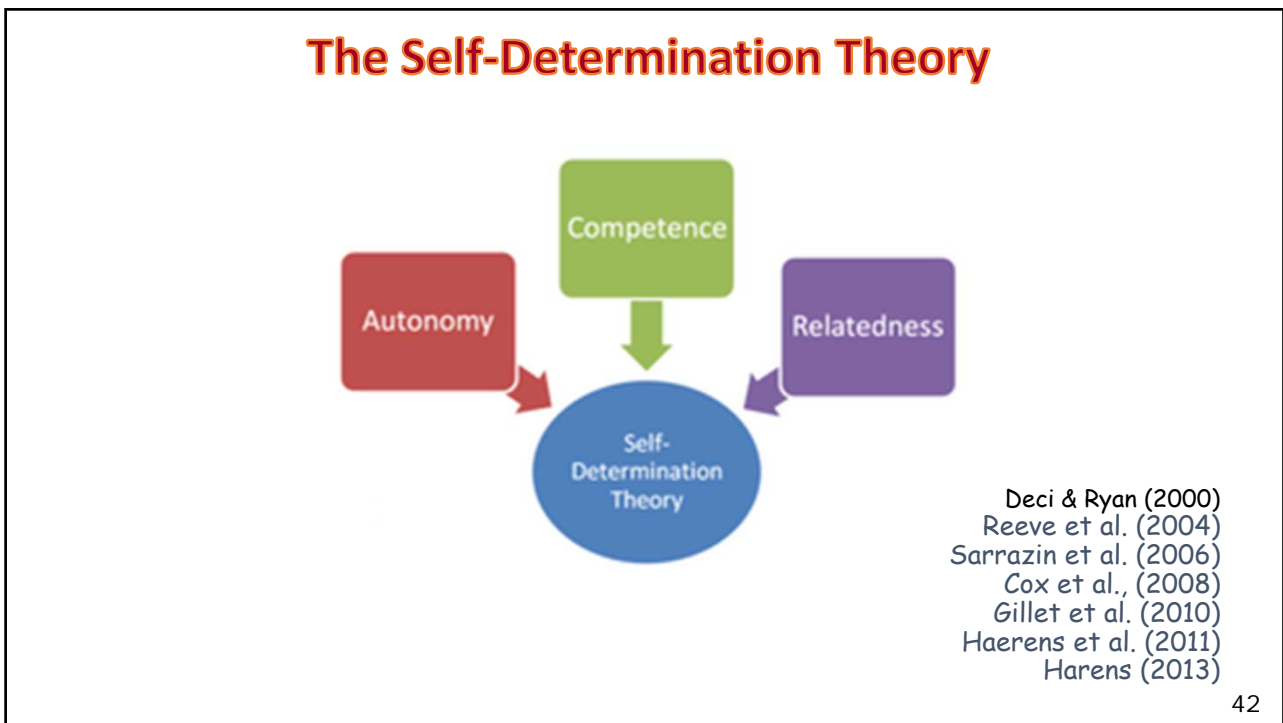 The Self-Determination Theory
Competence
Autonomy
Relatedness
Self-
Determination
Theory
Deci & Ryan (2000)
Reeve et al. (2004)
Sarrazin et al. (2006)
Cox et al., (2008)
Gillet et al. (2010)
Haerens et al. (2011)
Harens (2013)
42